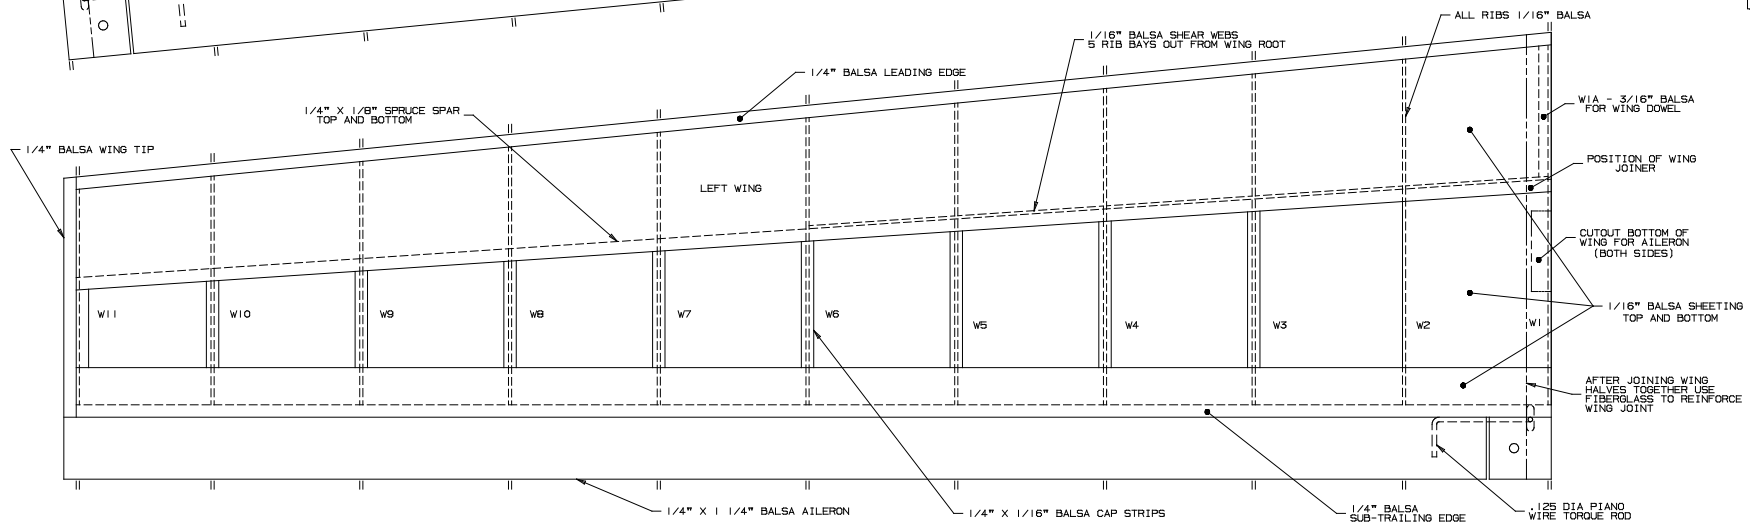 ALL RIBS 1/16" BALSA
1/16" BALSA SHEAR WEBS
5 RIB BAYS OUT FROM WING ROOT
1/4" BALSA LEADING EDGE
1/4" X 1/8" SPRUCE SPAR
TOP AND BOTTOM
W1A - 3/16" BALSA
FOR WING DOWEL
1/4" BALSA WING TIP
POSITION OF WING
JOINER
LEFT WING
CUTOUT BOTTOM OF
WING FOR AILERON
(BOTH SIDES)
1/16" BALSA SHEETING
TOP AND BOTTOM
W11
W10
W9
W8
W7
W6
W5
W4
W3
W2
W1
AFTER JOINING WING
HALVES TOGETHER USE
FIBERGLASS TO REINFORCE
WING JOINT
1/4" X 1 1/4" BALSA AILERON
1/4" X 1/16" BALSA CAP STRIPS
1/4" BALSA
SUB-TRAILING EDGE
.125 DIA PIANO
WIRE TORQUE ROD